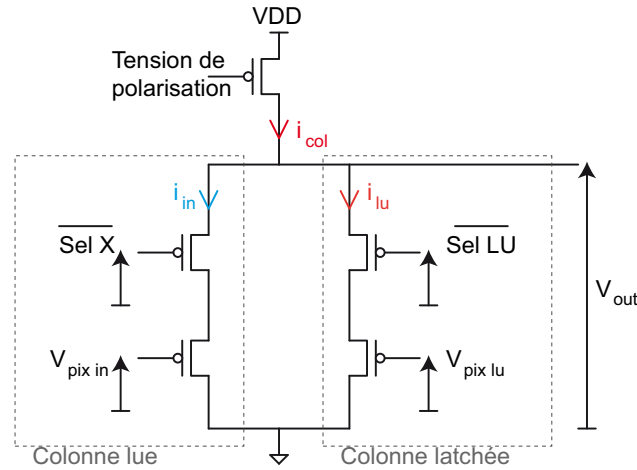 VDD
Tension de
polarisation
i col
i in
i lu
Sel X
Sel LU
V out
V pix in
V pix lu
Colonne lue
Colonne latchée